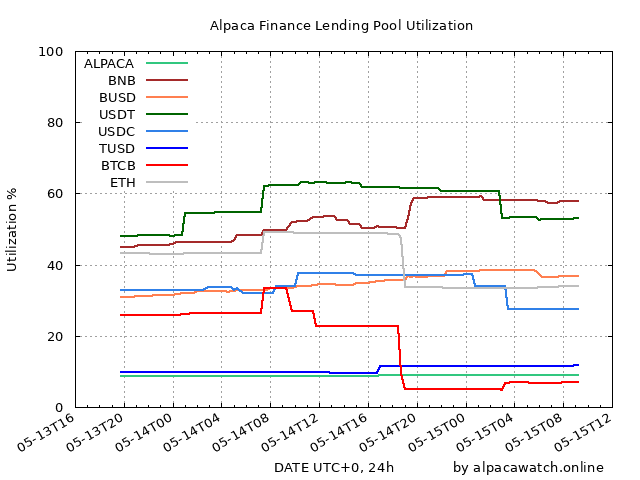 Alpaca Finance Lending Pool Utilization
Utilization %
100
80
60
40
20
0
ALPACA
BNB
BUSD
USDT
USDC
TUSD
BTCB
ETH
05-13T16
05-13T20
05-14T00
05-14T04
05-14T08
05-14T12
05-14T16
05-14T20
05-15T00
05-15T04
05-15T08
05-15T12
DATE UTC+0, 24h
by alpacawatch.online